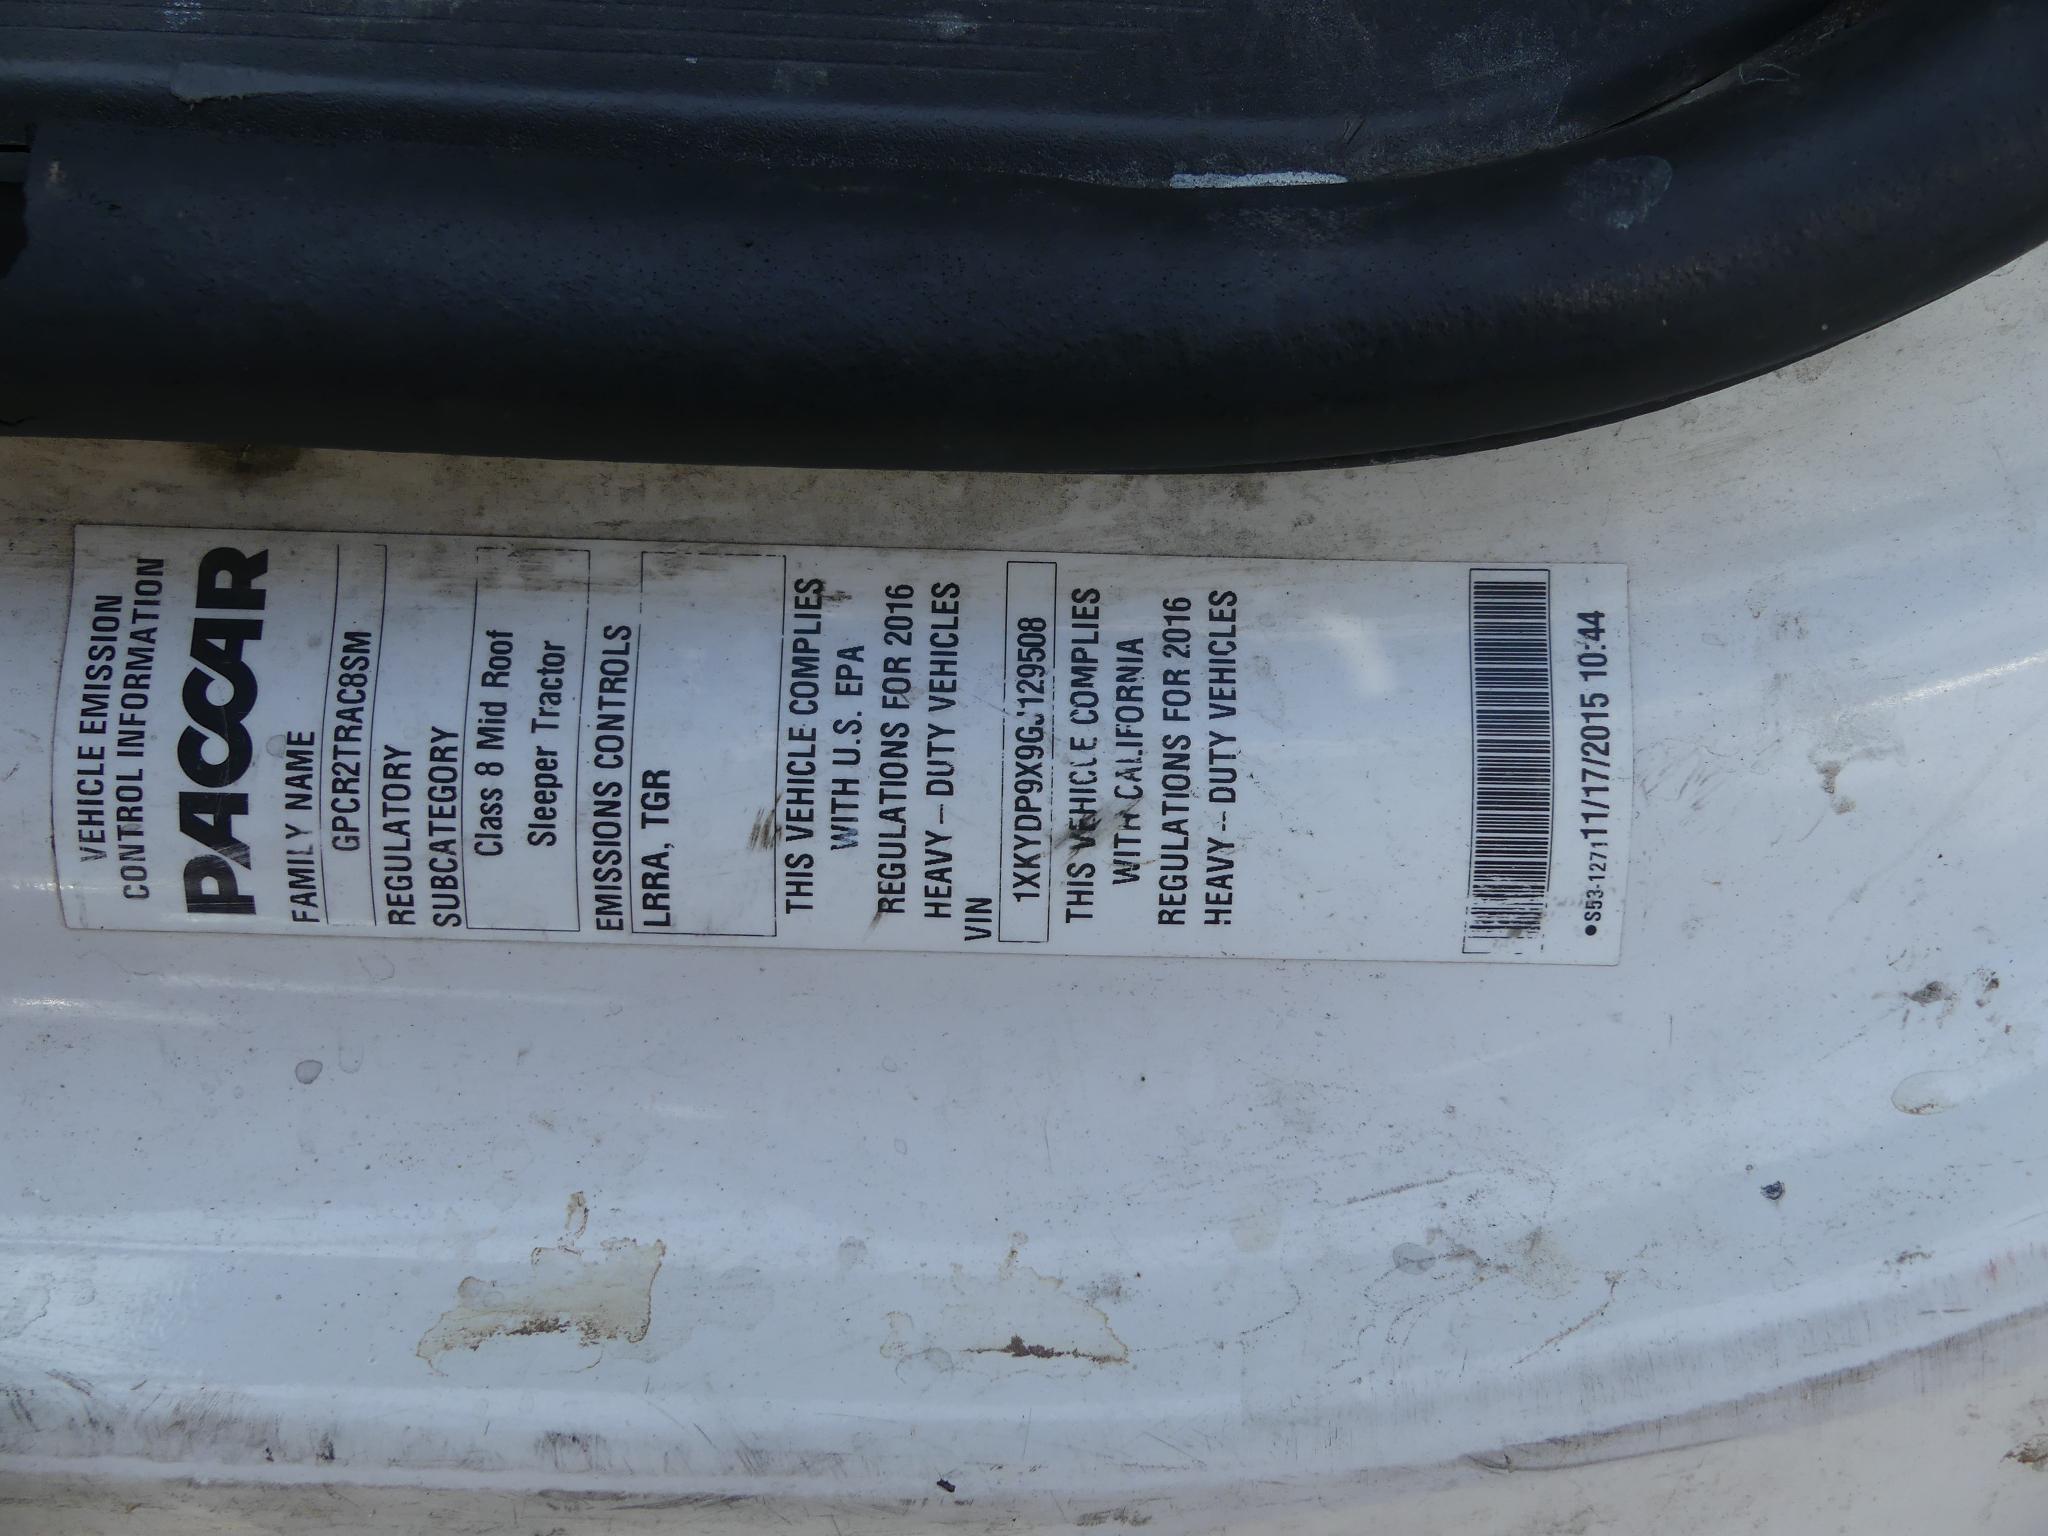 VEHICLE EMISSION
CONTROL INFORMATION
PACCAR
FAMILY NAME
GPCR2TRAC8SM
REGULATORY
SUBCATEGORY
Class 8 Mid Roof
Sleeper Tractor
EMISSIONS CONTROLS
LRRA, TGR
THIS VEHICLE COMPLIES
WITH U.S. EPA
REGULATIONS FOR 2016
HEAVY - DUTY VEHICLES
VIN
1XKYDP9X9GJ129508
THIS VEHICLE COMPLIES
WITH CALIFORNIA
REGULATIONS FOR 2016
HEAVY - DUTY VEHICLES
•S53-1271 11/17/2015 10:44